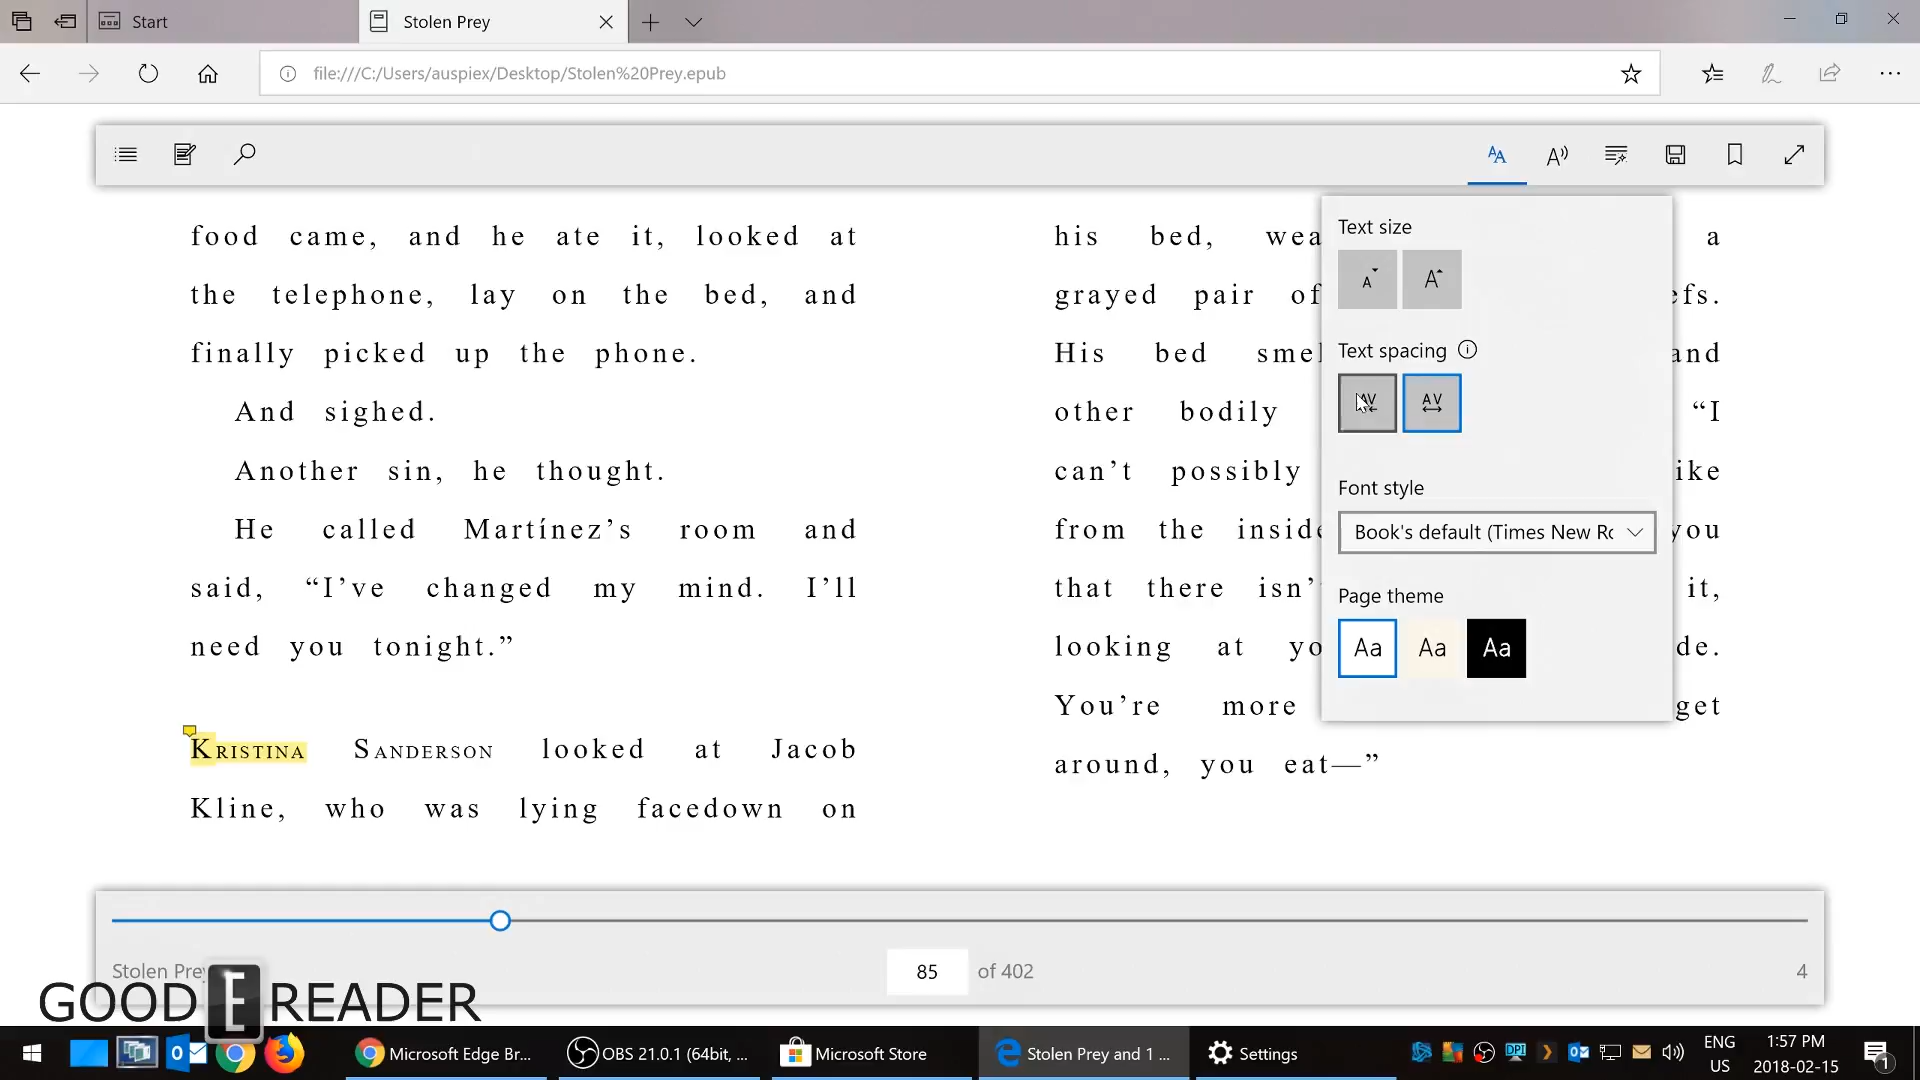 Start
Stolen Prey
file:///C:/Users/auspiex/Desktop/Stolen%20Prey.epub
food came, and he ate it, looked at
the telephone, lay on the bed, and
finally picked up the phone.
And sighed.
Another sin, he thought.
He called Martínez’s room and
said, “I’ve changed my mind. I’ll
need you tonight.”
KRISTINA SANDERSON looked at Jacob
Kline, who was lying facedown on
his bed, wea a
grayed pair of efs.
His bed smel and
other bodily “I
can’t possibly ike
from the inside you
that there isn’ it,
looking at yo de.
You’re more get
around, you eat—”
Text size
A A
Text spacing
AV AV
Font style
Book's default (Times New Ro
Page theme
Aa Aa Aa
Stolen Prey
85 of 402
4
GOOD E READER
Microsoft Edge Br...
OBS 21.0.1 (64bit, ...
Microsoft Store
Stolen Prey and 1 ...
Settings
DPI
ENG
US
1:57 PM
2018-02-15
1